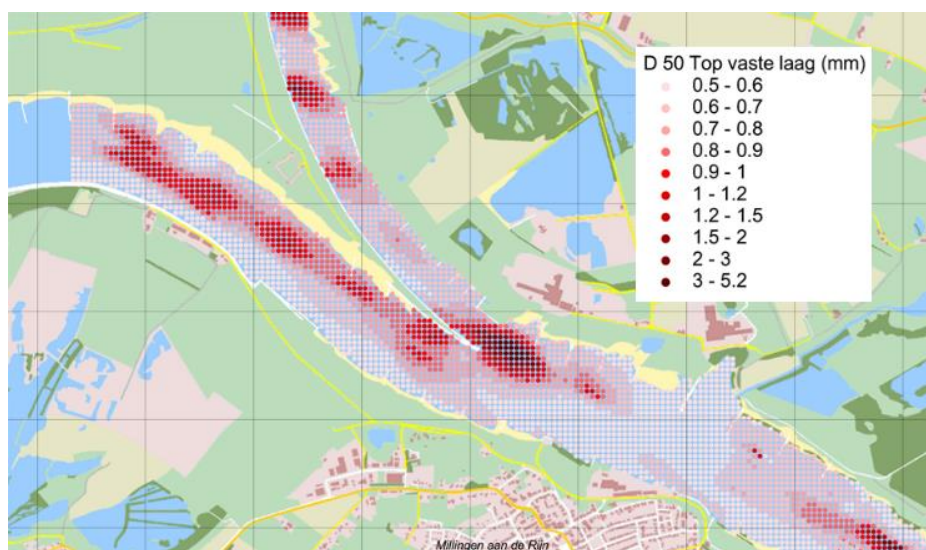 D 50 Top vaste laag (mm)
0.5 - 0.6
0.6 - 0.7
0.7 - 0.8
0.8 - 0.9
0.9 - 1
1 - 1.2
1.2 - 1.5
1.5 - 2
2 - 3
3 - 5.2
Millingen aan de Rijn